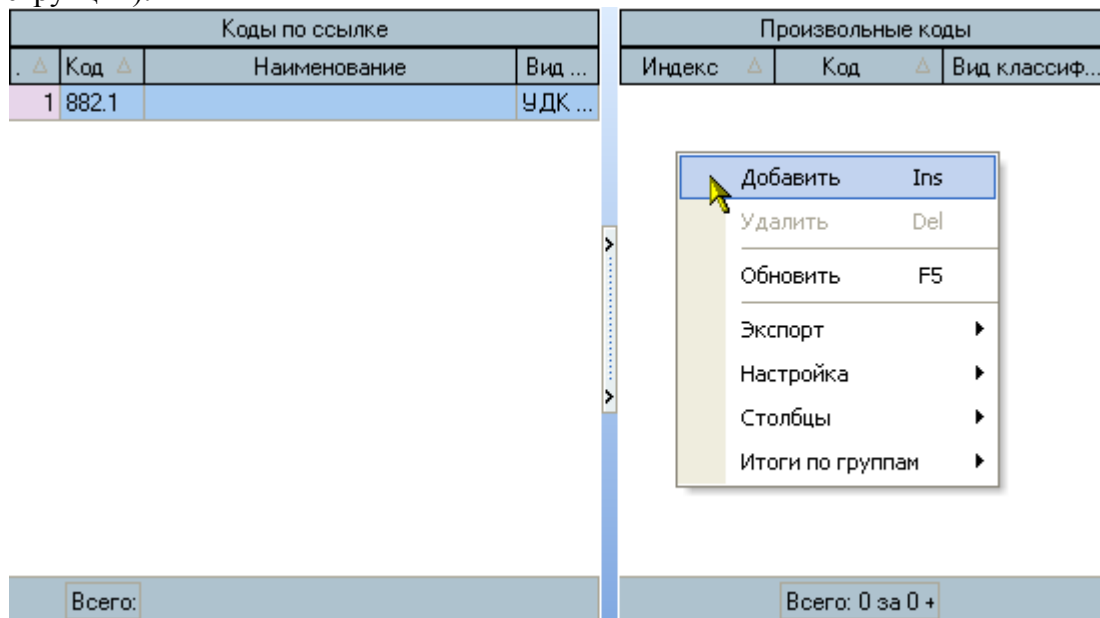 Коды по ссылке
. Код Наименование Вид ...
1 882.1 УДК ...
Всего:
Произвольные коды
Индекс Код Вид классиф...
Добавить Ins
Удалить Del
Обновить F5
Экспорт
Настройка
Столбцы
Итоги по группам
Всего: 0 за 0 +